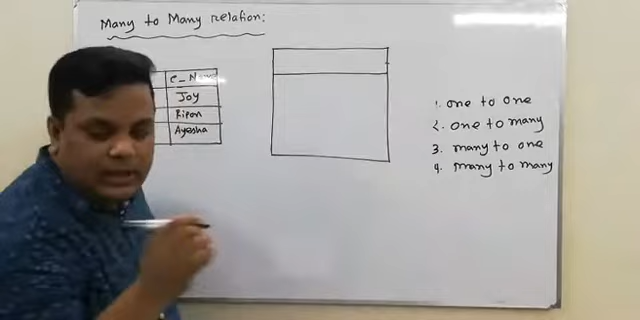 Many to Many relation:
Joy
Ripon
Ayesha
1. one to one
2. one to many
3. many to one
4. many to many